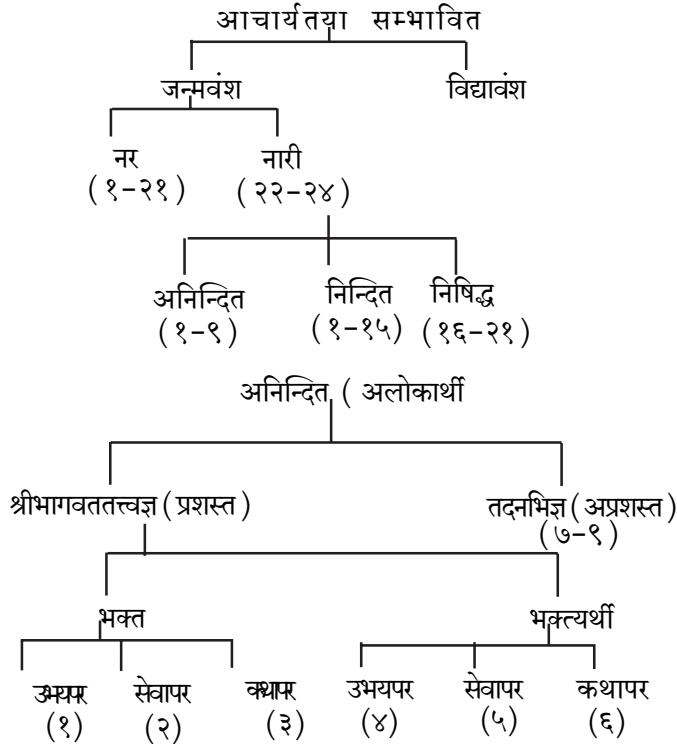 आचार्यतया सम्भावित
जन्मवंश विद्यावंश
नर नारी
(१-२१) (२२-२४)
अनिन्दित निन्दित निषिद्ध
(१-९) (१-१५) (१६-२१)
अनिन्दित ( अलोकार्थी
श्रीभागवततत्त्वज्ञ(प्रशस्त) तदनभिज्ञ(अप्रशस्त)
(७-९)
भक्त भक्त्यर्थी
उभयपर सेवापर कथापर उभयपर सेवापर कथापर
(१) (२) (३) (४) (५) (६)